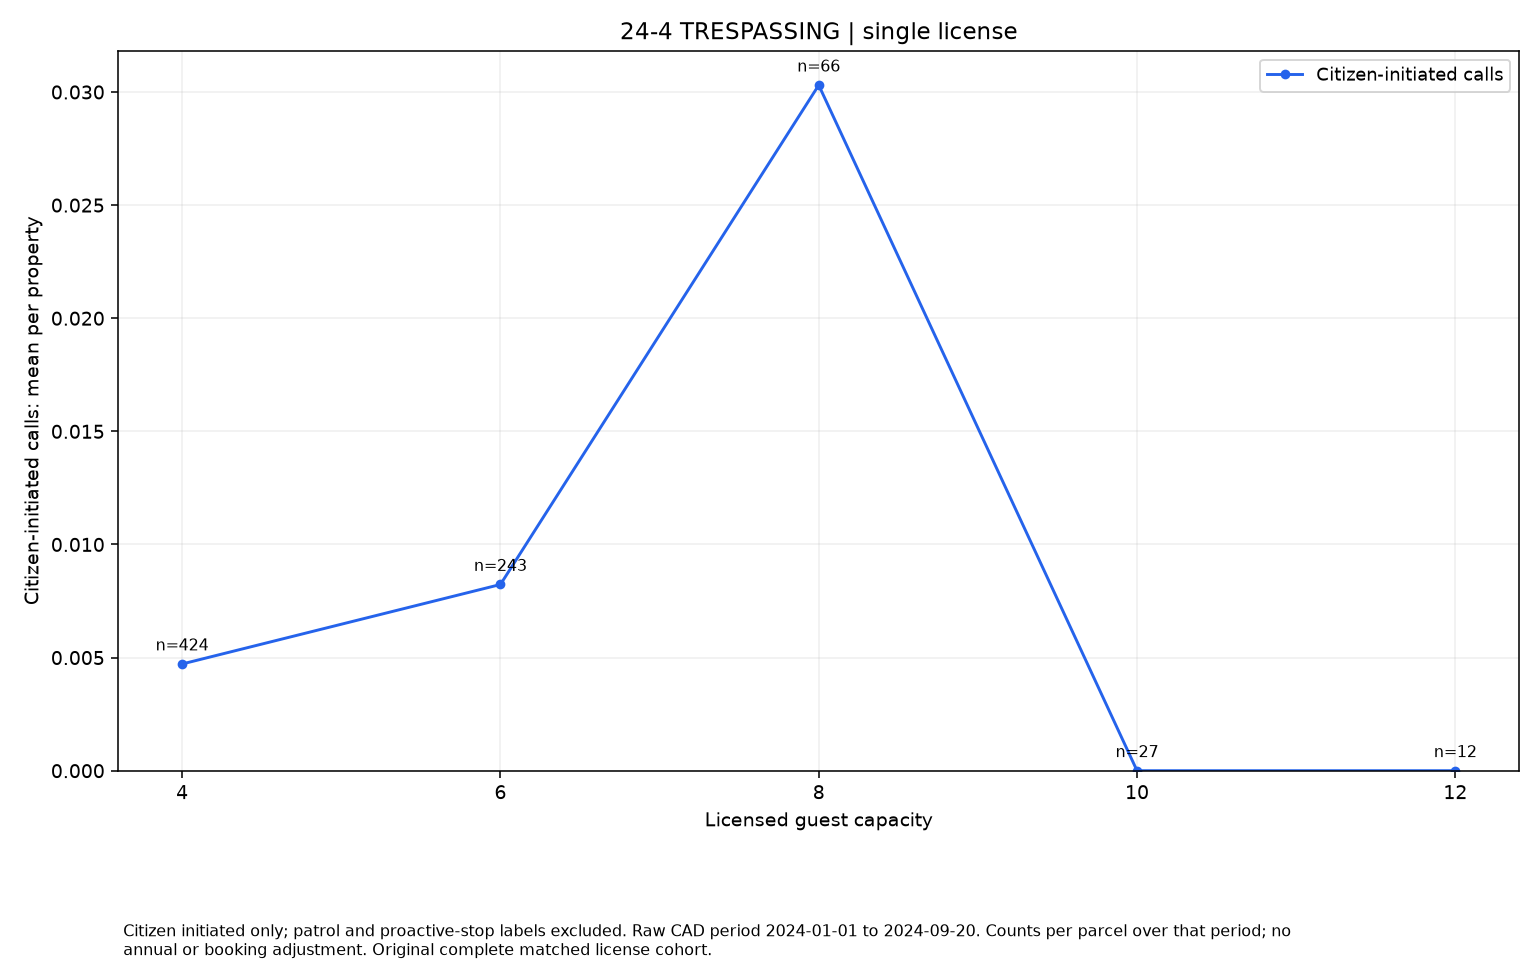 24-4 TRESPASSING | single license
Citizen-initiated calls
Citizen-initiated calls: mean per property
0.030
0.025
0.020
0.015
0.010
0.005
0.000
n=424
n=243
n=66
n=27
n=12
4 6 8 10 12
Licensed guest capacity
Citizen initiated only; patrol and proactive-stop labels excluded. Raw CAD period 2024-01-01 to 2024-09-20. Counts per parcel over that period; no
annual or booking adjustment. Original complete matched license cohort.